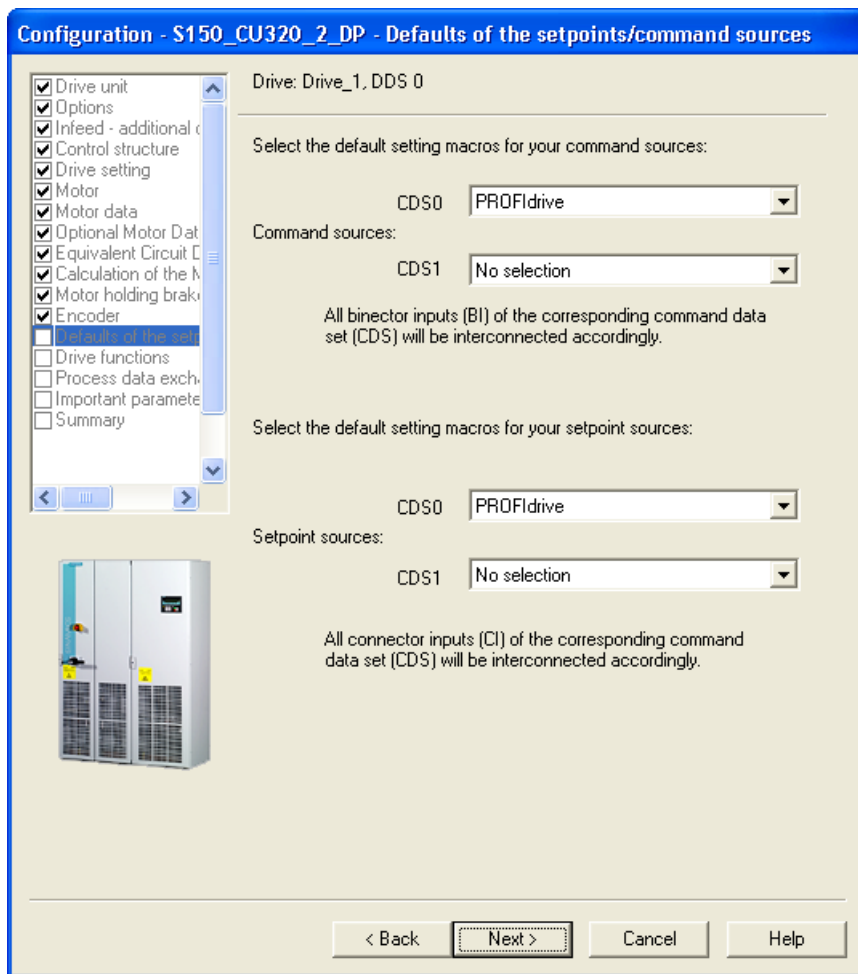 Configuration - S150_CU320_2_DP - Defaults of the setpoints/command sources
Drive unit
Options
Infeed - additional
Control structure
Drive setting
Motor
Motor data
Optional Motor Dat
Equivalent Circuit
Calculation of the
Motor holding brak
Encoder
Defaults of the setp
Drive functions
Process data exch
Important paramete
Summary
Drive: Drive_1, DDS 0
Select the default setting macros for your command sources:
CDS0 PROFIdrive
Command sources:
CDS1 No selection
All binector inputs (BI) of the corresponding command data
set (CDS) will be interconnected accordingly.
Select the default setting macros for your setpoint sources:
CDS0 PROFIdrive
Setpoint sources:
CDS1 No selection
All connector inputs (CI) of the corresponding command
data set (CDS) will be interconnected accordingly.
< Back Next > Cancel Help